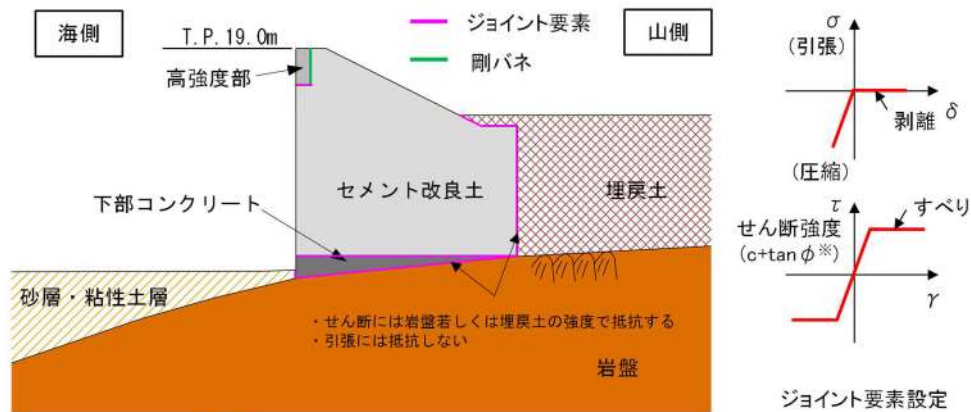 海側
T.P.19.0m
高強度部
ジョイント要素
剛バネ
山側
下部コンクリート
セメント改良土
埋戻土
砂層・粘性土層
・せん断には岩盤若しくは埋戻土の強度で抵抗する
・引張には抵抗しない
岩盤
σ
(引張)
δ
剥離
(圧縮)
τ
すべり
せん断強度
(c+tanφ※)
γ
ジョイント要素設定